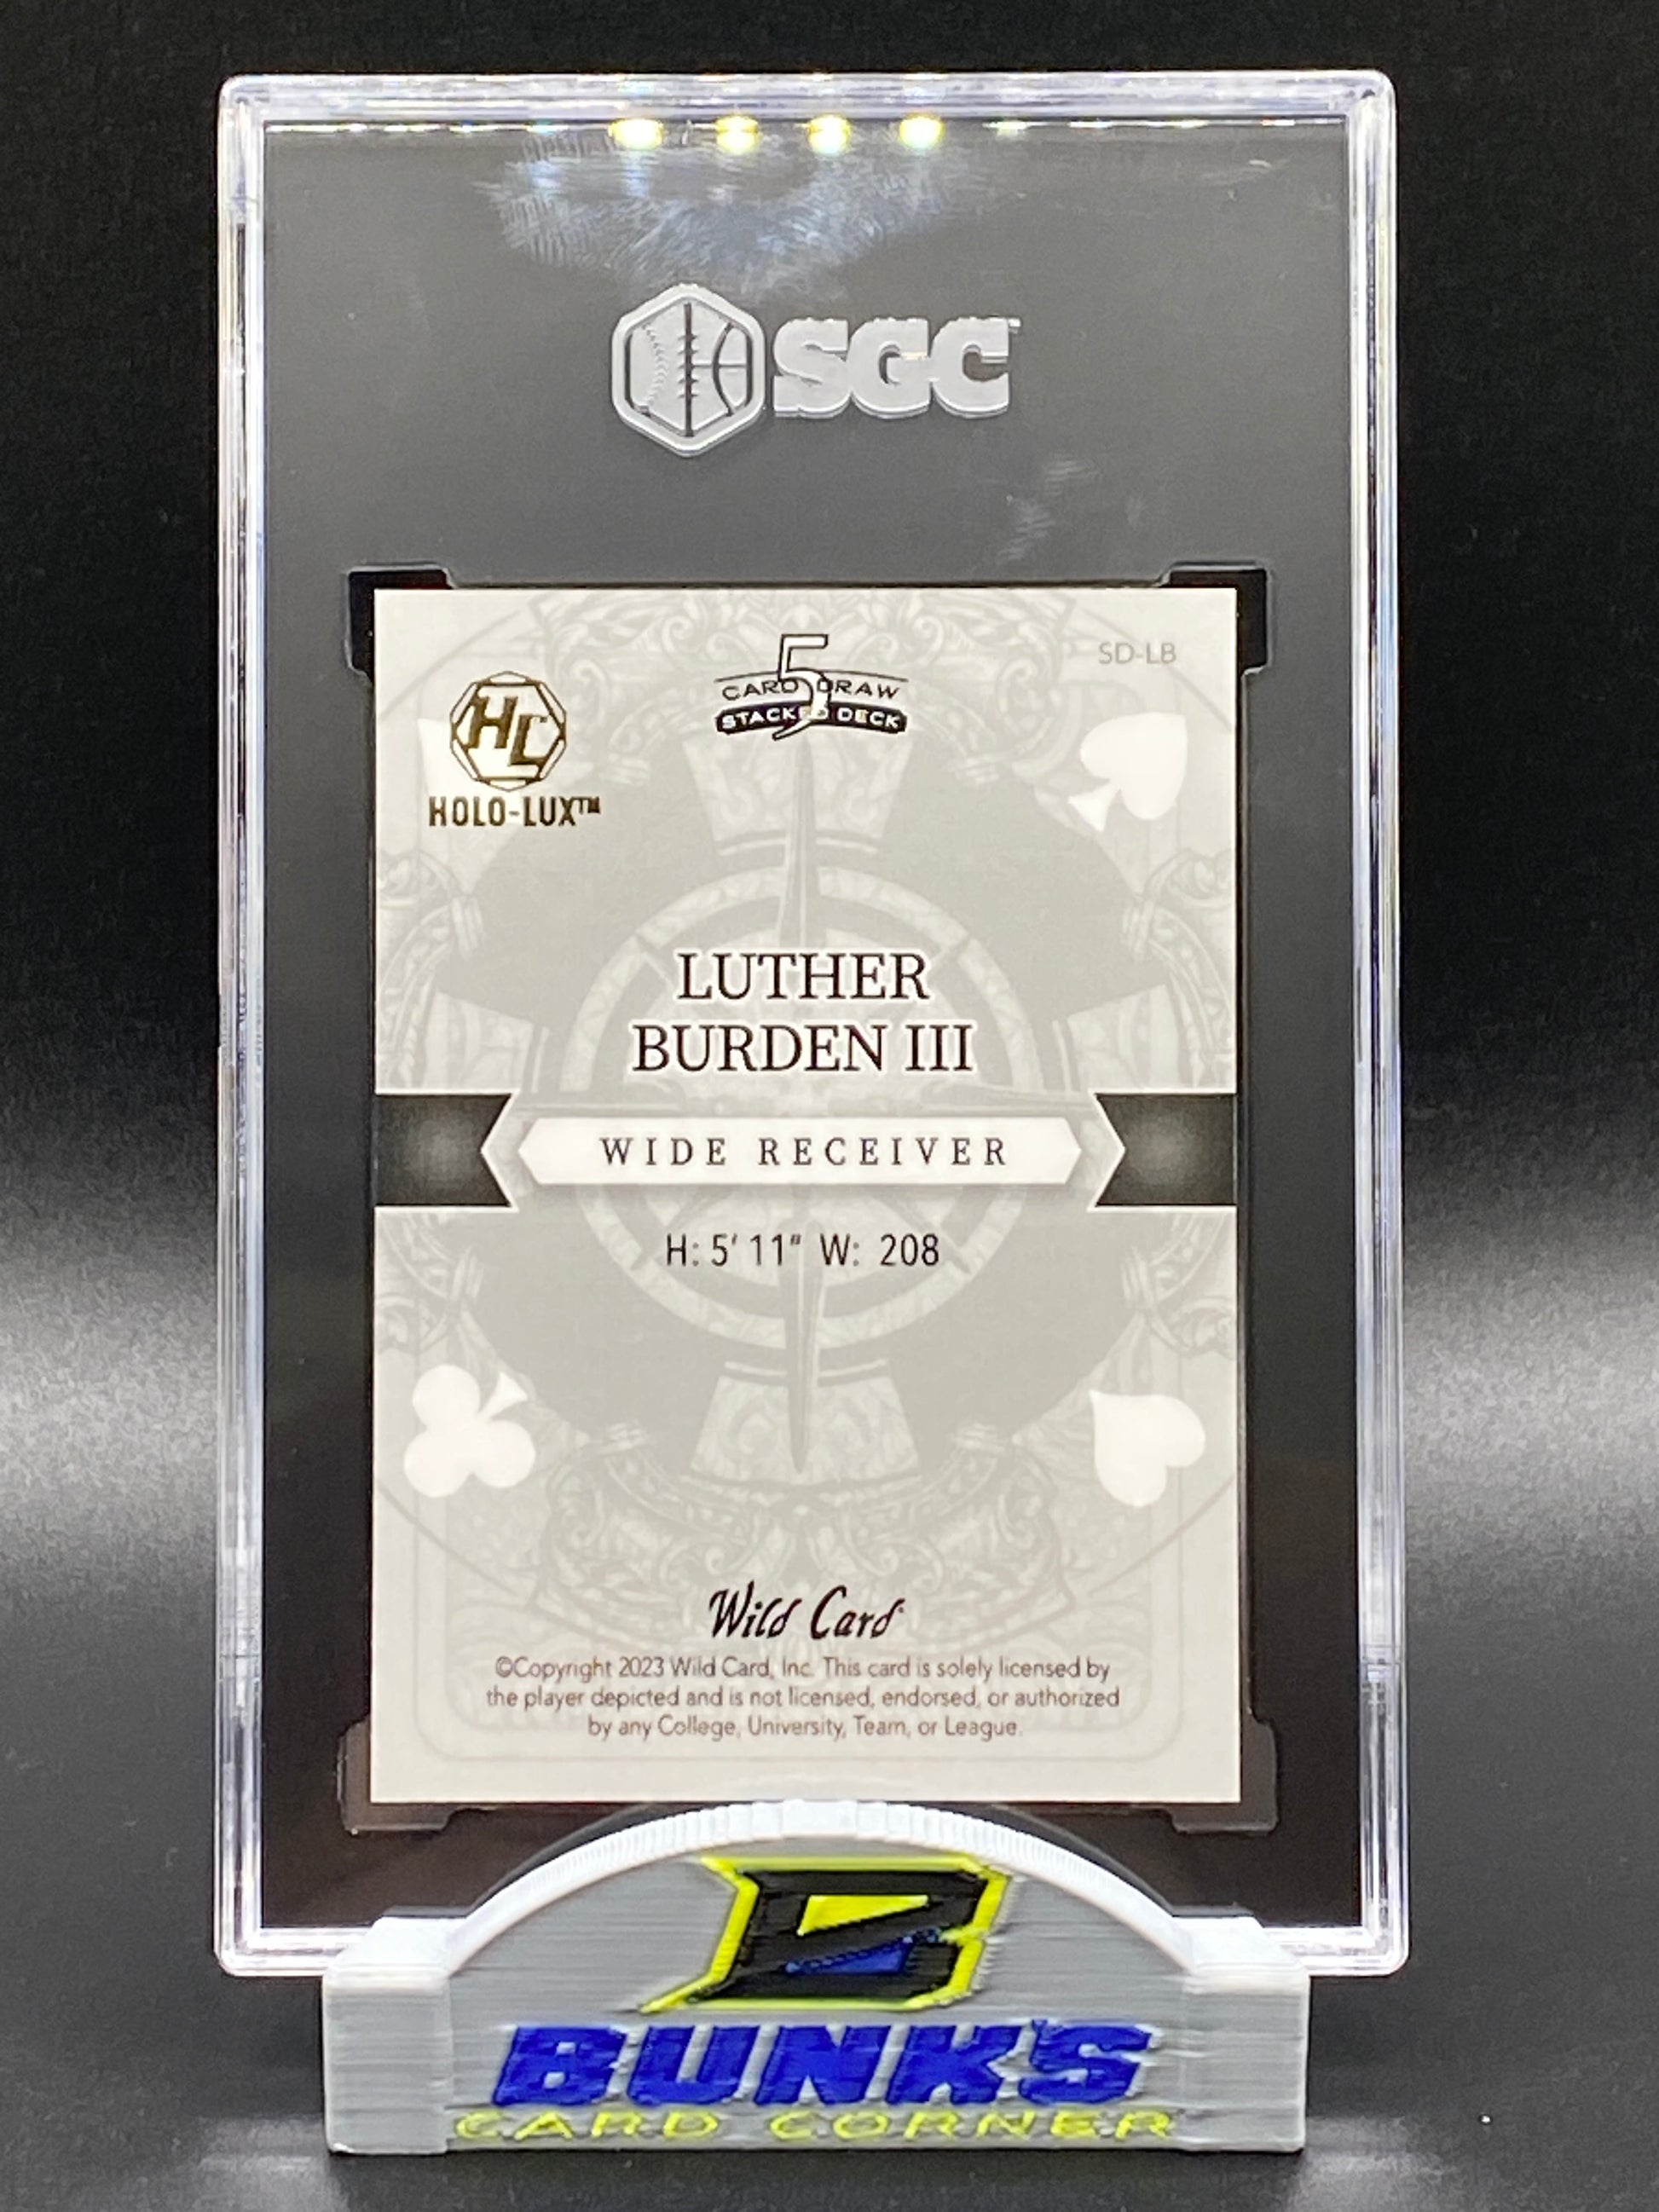 SGC
SD-LB
5
CARD DRAW
STACKED DECK
HL
HOLO-LUX™
LUTHER
BURDEN III
WIDE RECEIVER
H: 5' 11" W: 208
Wild Card
©Copyright 2023 Wild Card, Inc. This card is solely licensed by
the player depicted and is not licensed, endorsed, or authorized
by any College, University, Team, or League.
B
BUNK'S
CARD CORNER